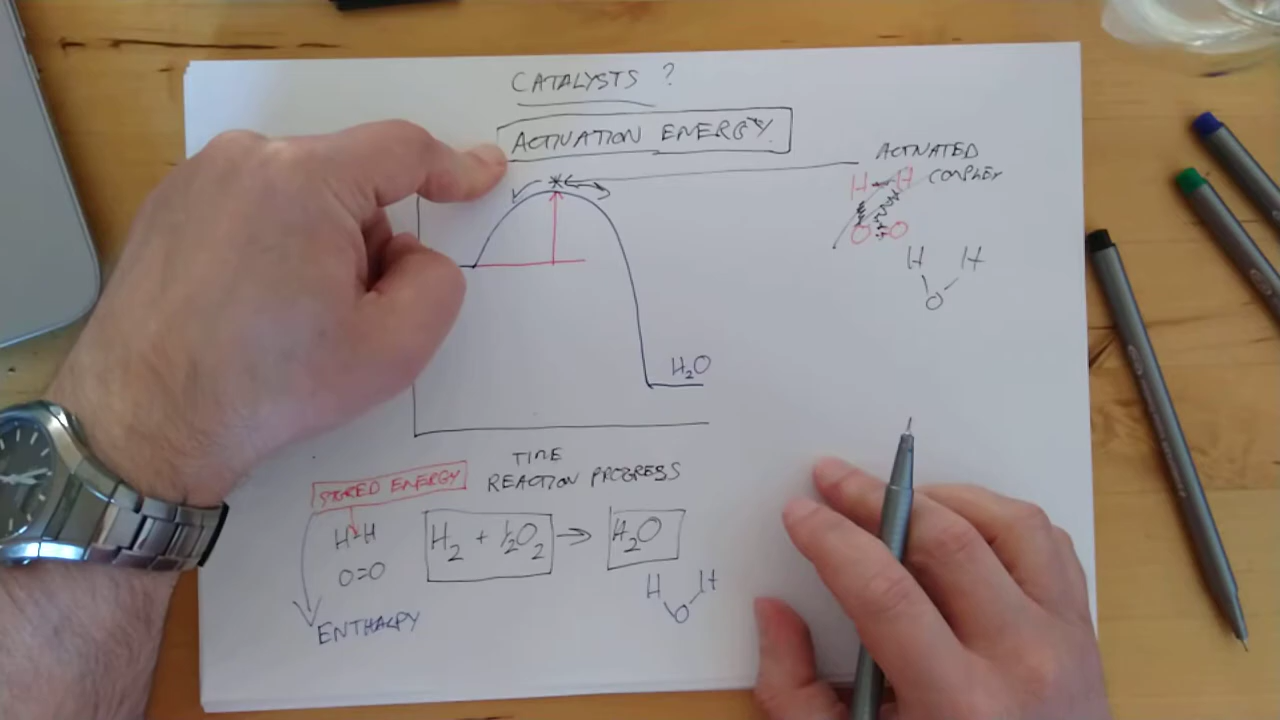 CATALYSTS ?
ACTIVATION ENERGY
ACTIVATED
COMPLEX
H H
O O
H H
O
H₂O
TIME
REACTION PROGRESS
STORED ENERGY
H-H
O=O
H₂ + ½O₂ → H₂O
H H
O
ENTHALPY